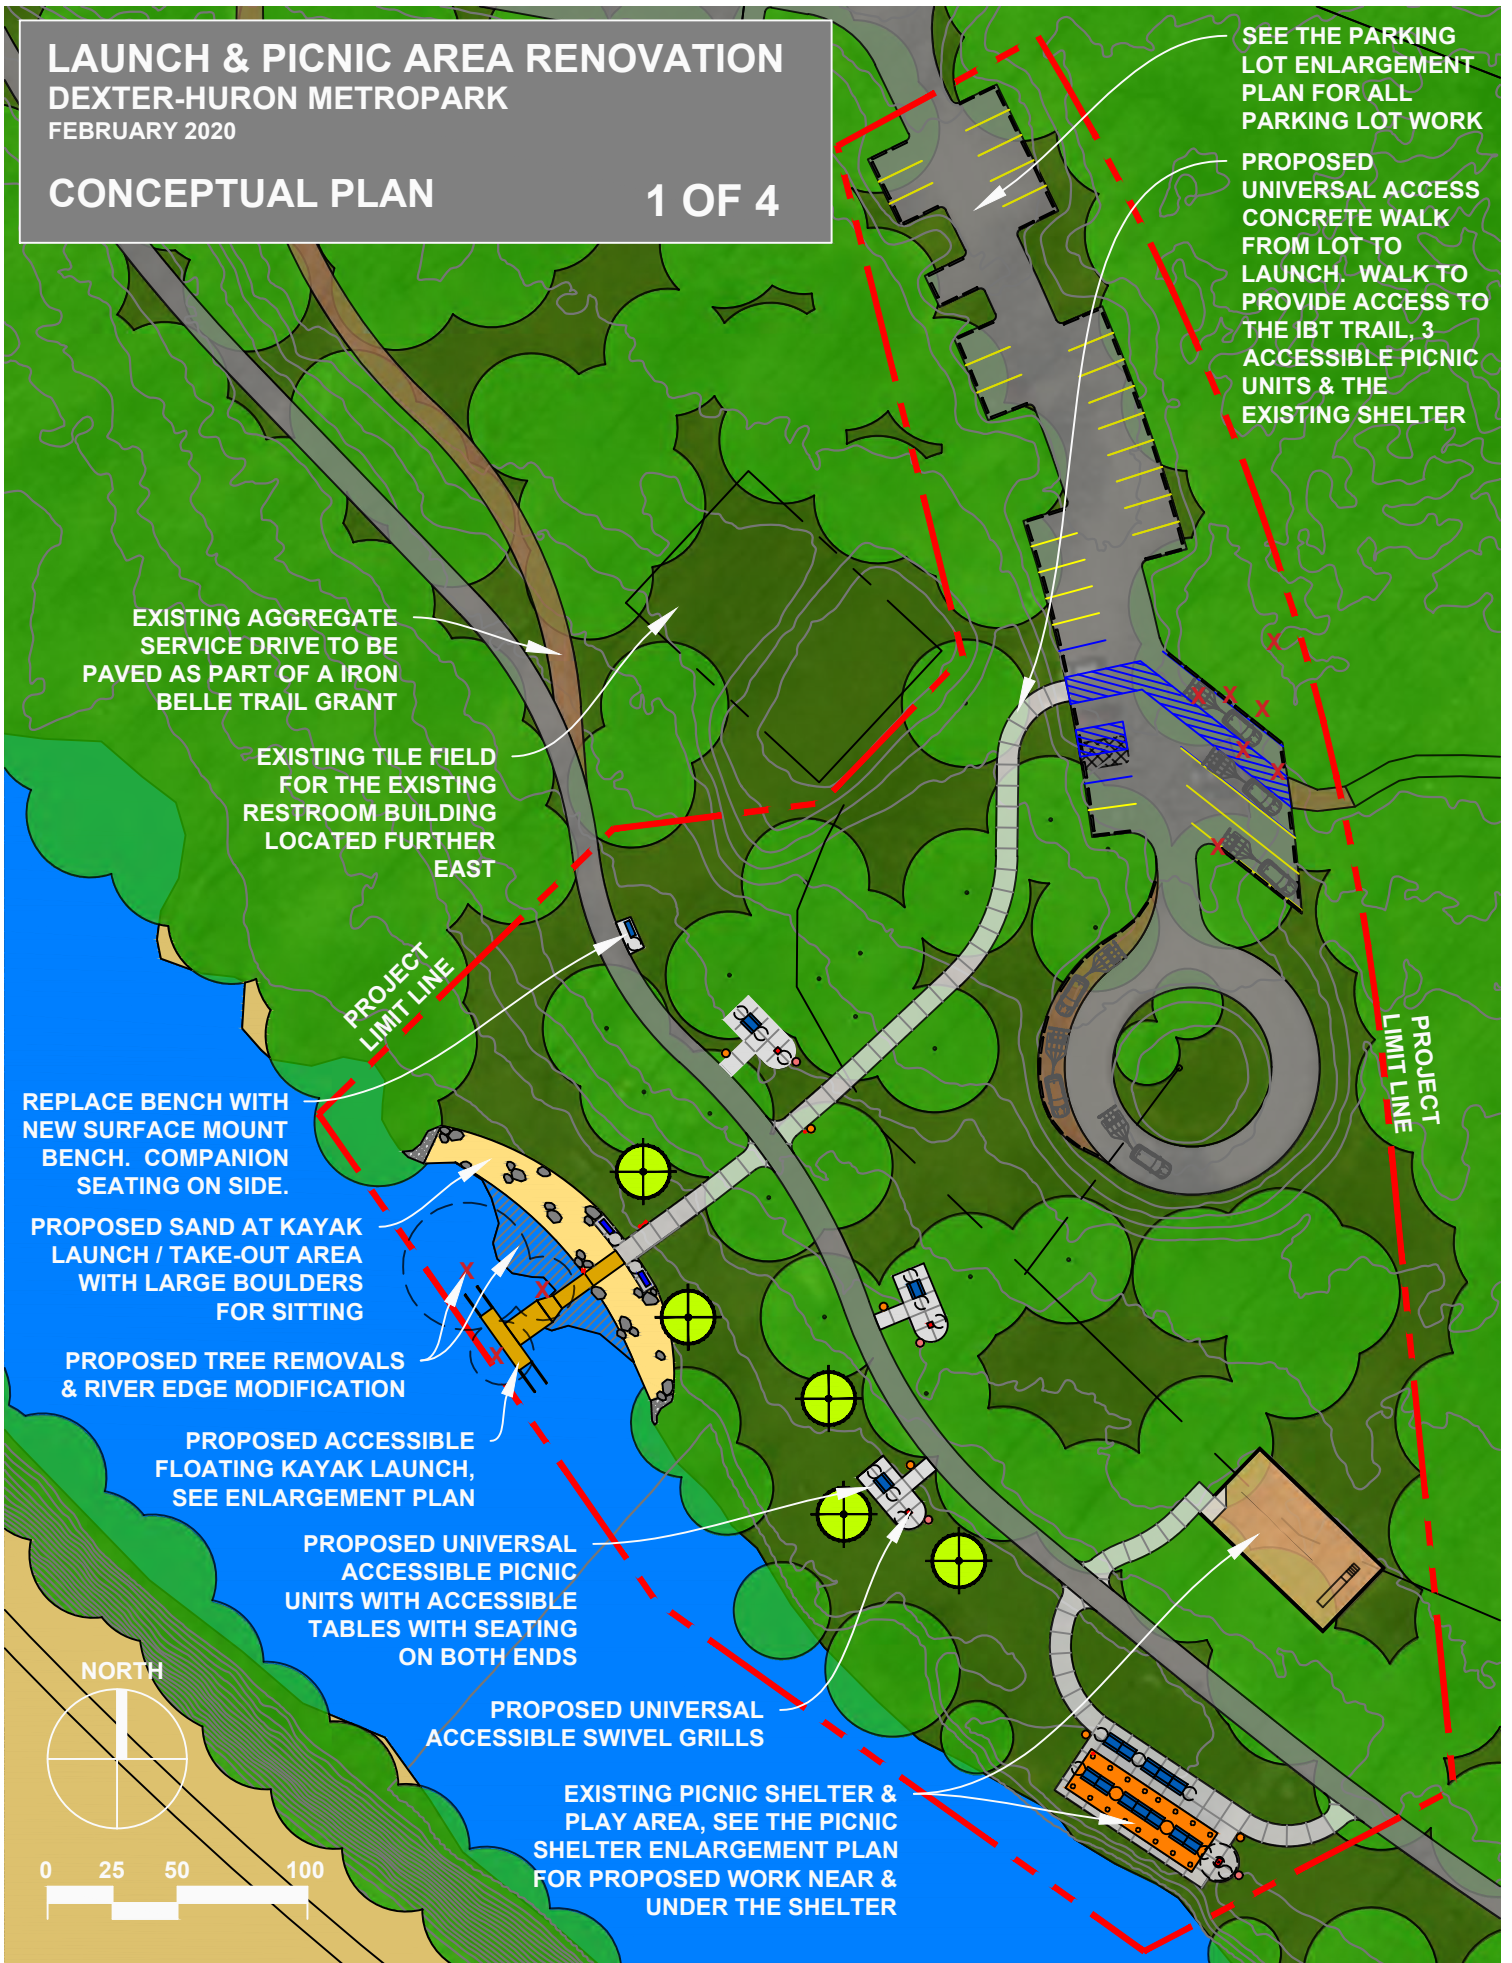 LAUNCH & PICNIC AREA RENOVATION
DEXTER-HURON METROPARK
FEBRUARY 2020
CONCEPTUAL PLAN 1 OF 4
SEE THE PARKING
LOT ENLARGEMENT
PLAN FOR ALL
PARKING LOT WORK
PROPOSED
UNIVERSAL ACCESS
CONCRETE WALK
FROM LOT TO
LAUNCH. WALK TO
PROVIDE ACCESS TO
THE IBT TRAIL, 3
ACCESSIBLE PICNIC
UNITS & THE
EXISTING SHELTER
EXISTING AGGREGATE
SERVICE DRIVE TO BE
PAVED AS PART OF A IRON
BELLE TRAIL GRANT
EXISTING TILE FIELD
FOR THE EXISTING
RESTROOM BUILDING
LOCATED FURTHER
EAST
X
X
X
X
X
X
X
PROJECT
LIMIT LINE
PROJECT
LIMIT LINE
REPLACE BENCH WITH
NEW SURFACE MOUNT
BENCH. COMPANION
SEATING ON SIDE.
PROPOSED SAND AT KAYAK
LAUNCH / TAKE-OUT AREA
WITH LARGE BOULDERS
FOR SITTING
X
X
X
PROPOSED TREE REMOVALS
& RIVER EDGE MODIFICATION
PROPOSED ACCESSIBLE
FLOATING KAYAK LAUNCH,
SEE ENLARGEMENT PLAN
PROPOSED UNIVERSAL
ACCESSIBLE PICNIC
UNITS WITH ACCESSIBLE
TABLES WITH SEATING
ON BOTH ENDS
PROPOSED UNIVERSAL
ACCESSIBLE SWIVEL GRILLS
EXISTING PICNIC SHELTER &
PLAY AREA, SEE THE PICNIC
SHELTER ENLARGEMENT PLAN
FOR PROPOSED WORK NEAR &
UNDER THE SHELTER
NORTH
0 25 50 100